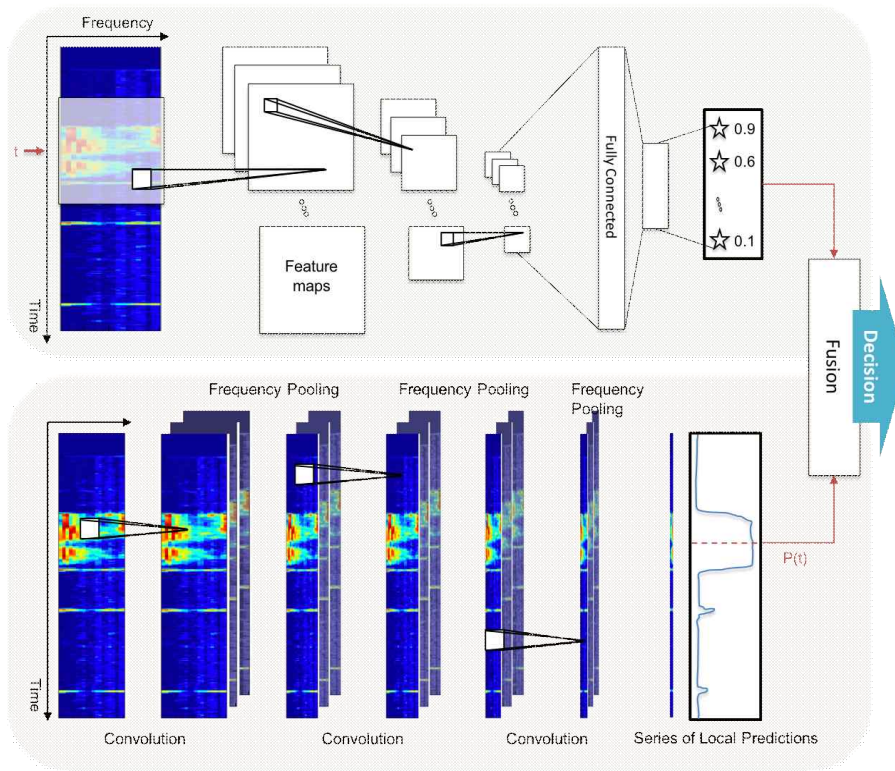 Frequency
Time
t
Feature
maps
Fully Connected
0.9
0.6
0.1
Fusion
Decision
Frequency Pooling
Frequency Pooling
Frequency
Pooling
Time
P(t)
Convolution
Convolution
Convolution
Series of Local Predictions